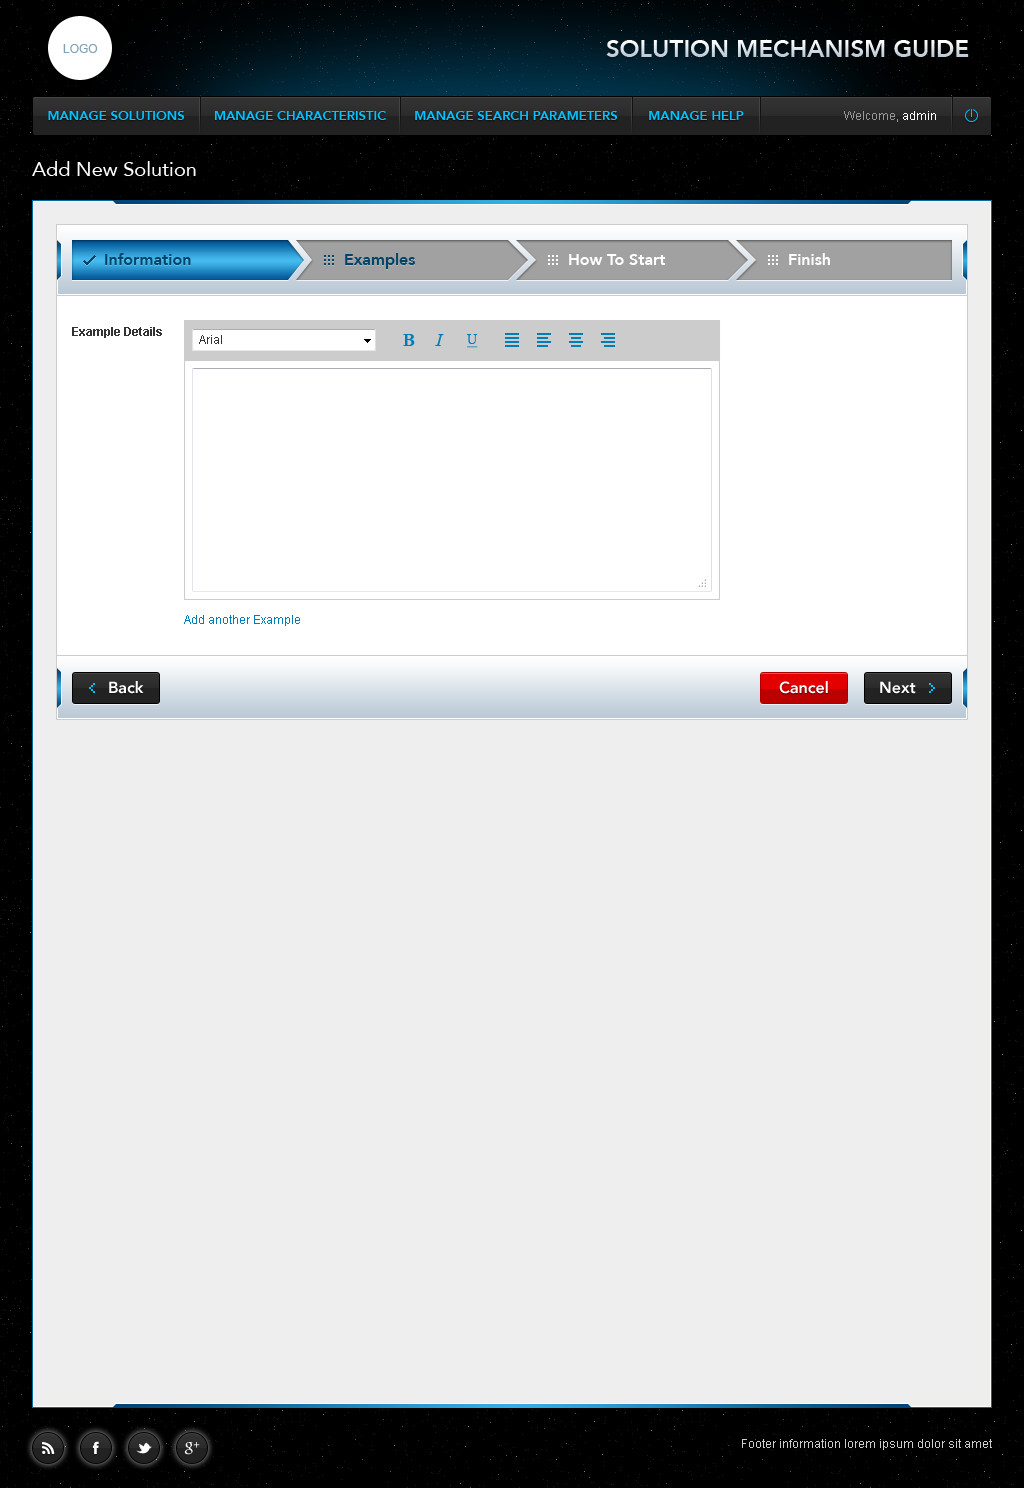 LOGO
SOLUTION MECHANISM GUIDE
MANAGE SOLUTIONS
MANAGE CHARACTERISTIC
MANAGE SEARCH PARAMETERS
MANAGE HELP
Welcome, admin
Add New Solution
Information
Examples
How To Start
Finish
Example Details
Arial
B
I
U
Add another Example
Back
Cancel
Next
f
g+
Footer information lorem ipsum dolor sit amet